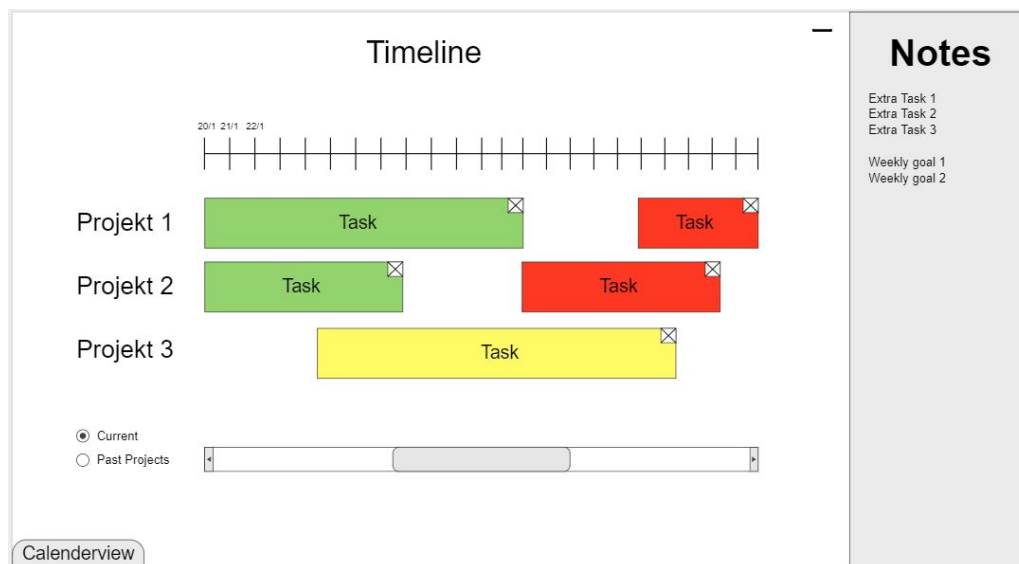 Timeline
Notes
Extra Task 1
Extra Task 2
Extra Task 3
Weekly goal 1
Weekly goal 2
20/1 21/1 22/1
Projekt 1 Task Task
Projekt 2 Task Task
Projekt 3 Task
Current
Past Projects
Calenderview